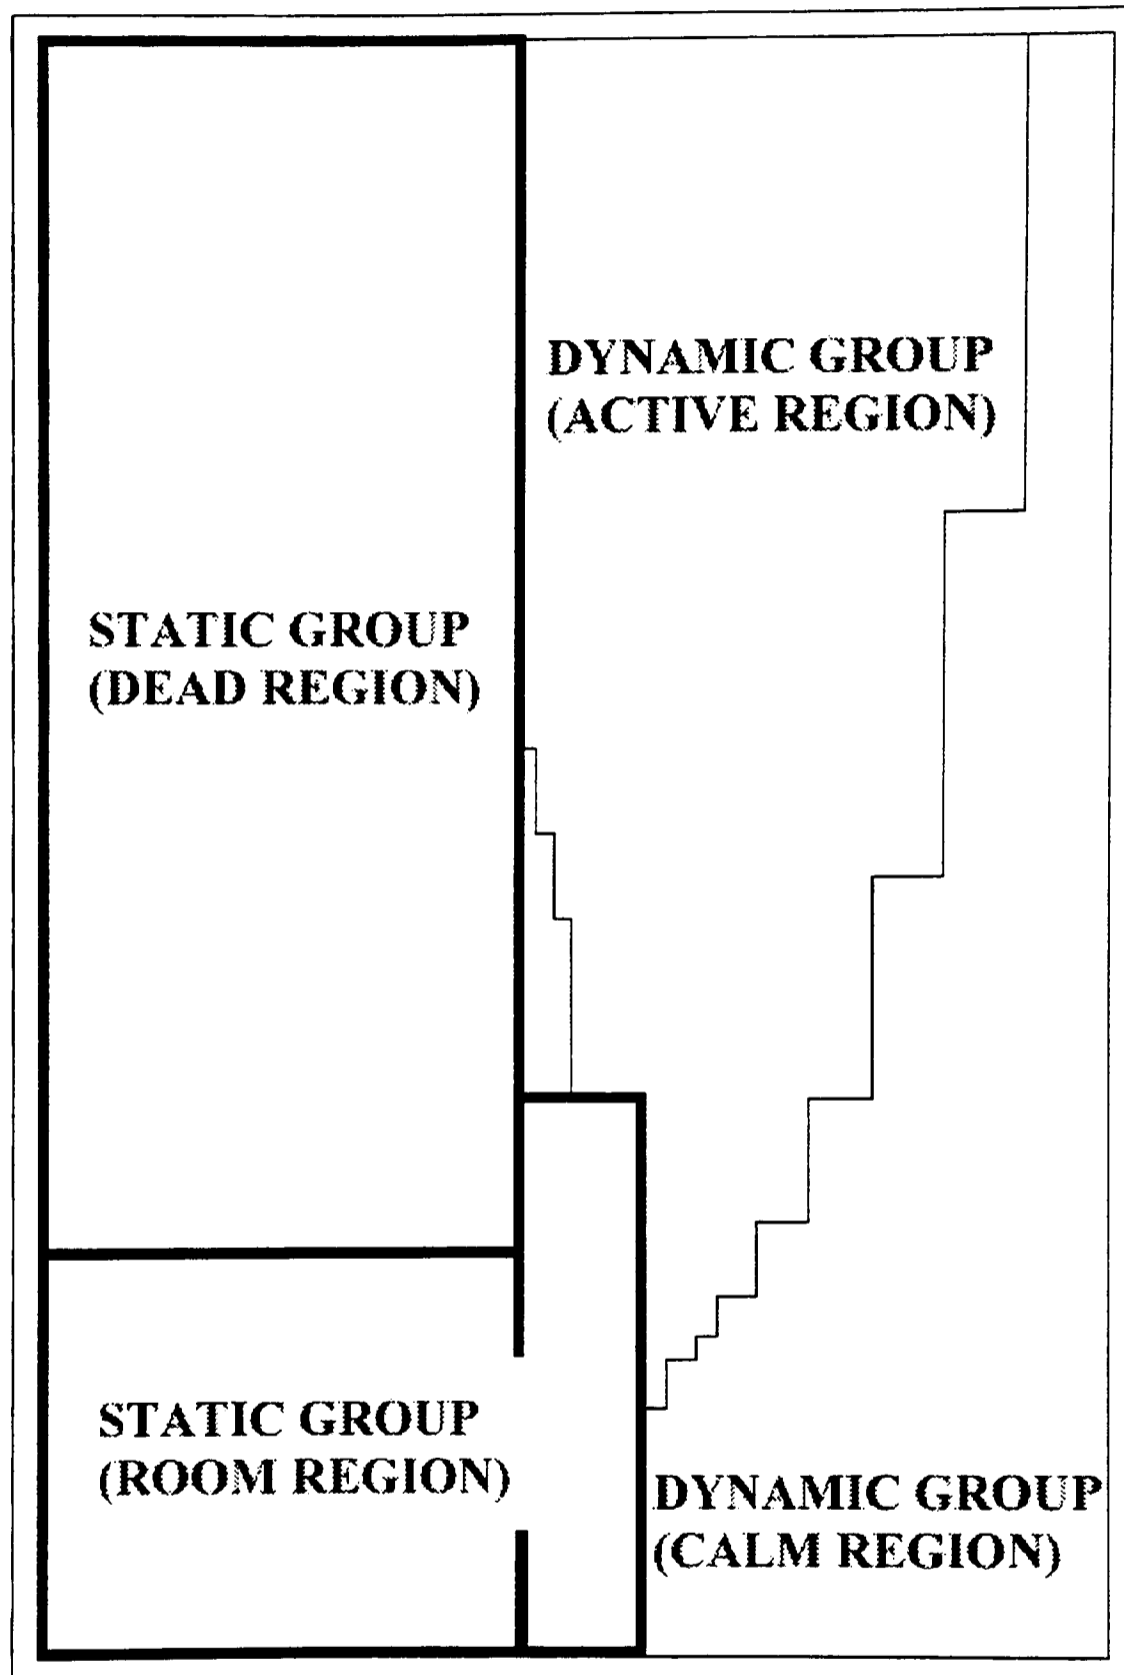 DYNAMIC GROUP
(ACTIVE REGION)
STATIC GROUP
(DEAD REGION)
STATIC GROUP
(ROOM REGION)
DYNAMIC GROUP
(CALM REGION)